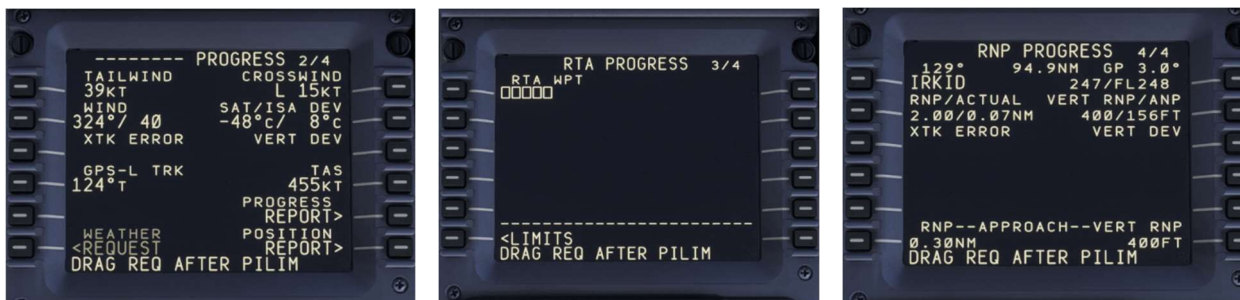 -------- PROGRESS 2/4
TAILWIND CROSSWIND
39KT L 15KT
WIND SAT/ISA DEV
324°/ 40 -48°C/ 8°C
XTK ERROR VERT DEV
GPS-L TRK TAS
124°T 455KT
PROGRESS
REPORT>
WEATHER POSITION
<REQUEST REPORT>
DRAG REQ AFTER PILIM
RTA PROGRESS 3/4
RTA WPT
□□□□□
----------------------------
<LIMITS
DRAG REQ AFTER PILIM
RNP PROGRESS 4/4
129° 94.9NM GP 3.0°
IRKID 247/FL248
RNP/ACTUAL VERT RNP/ANP
2.00/0.07NM 400/156FT
XTK ERROR VERT DEV
RNP--APPROACH--VERT RNP
0.30NM 400FT
DRAG REQ AFTER PILIM